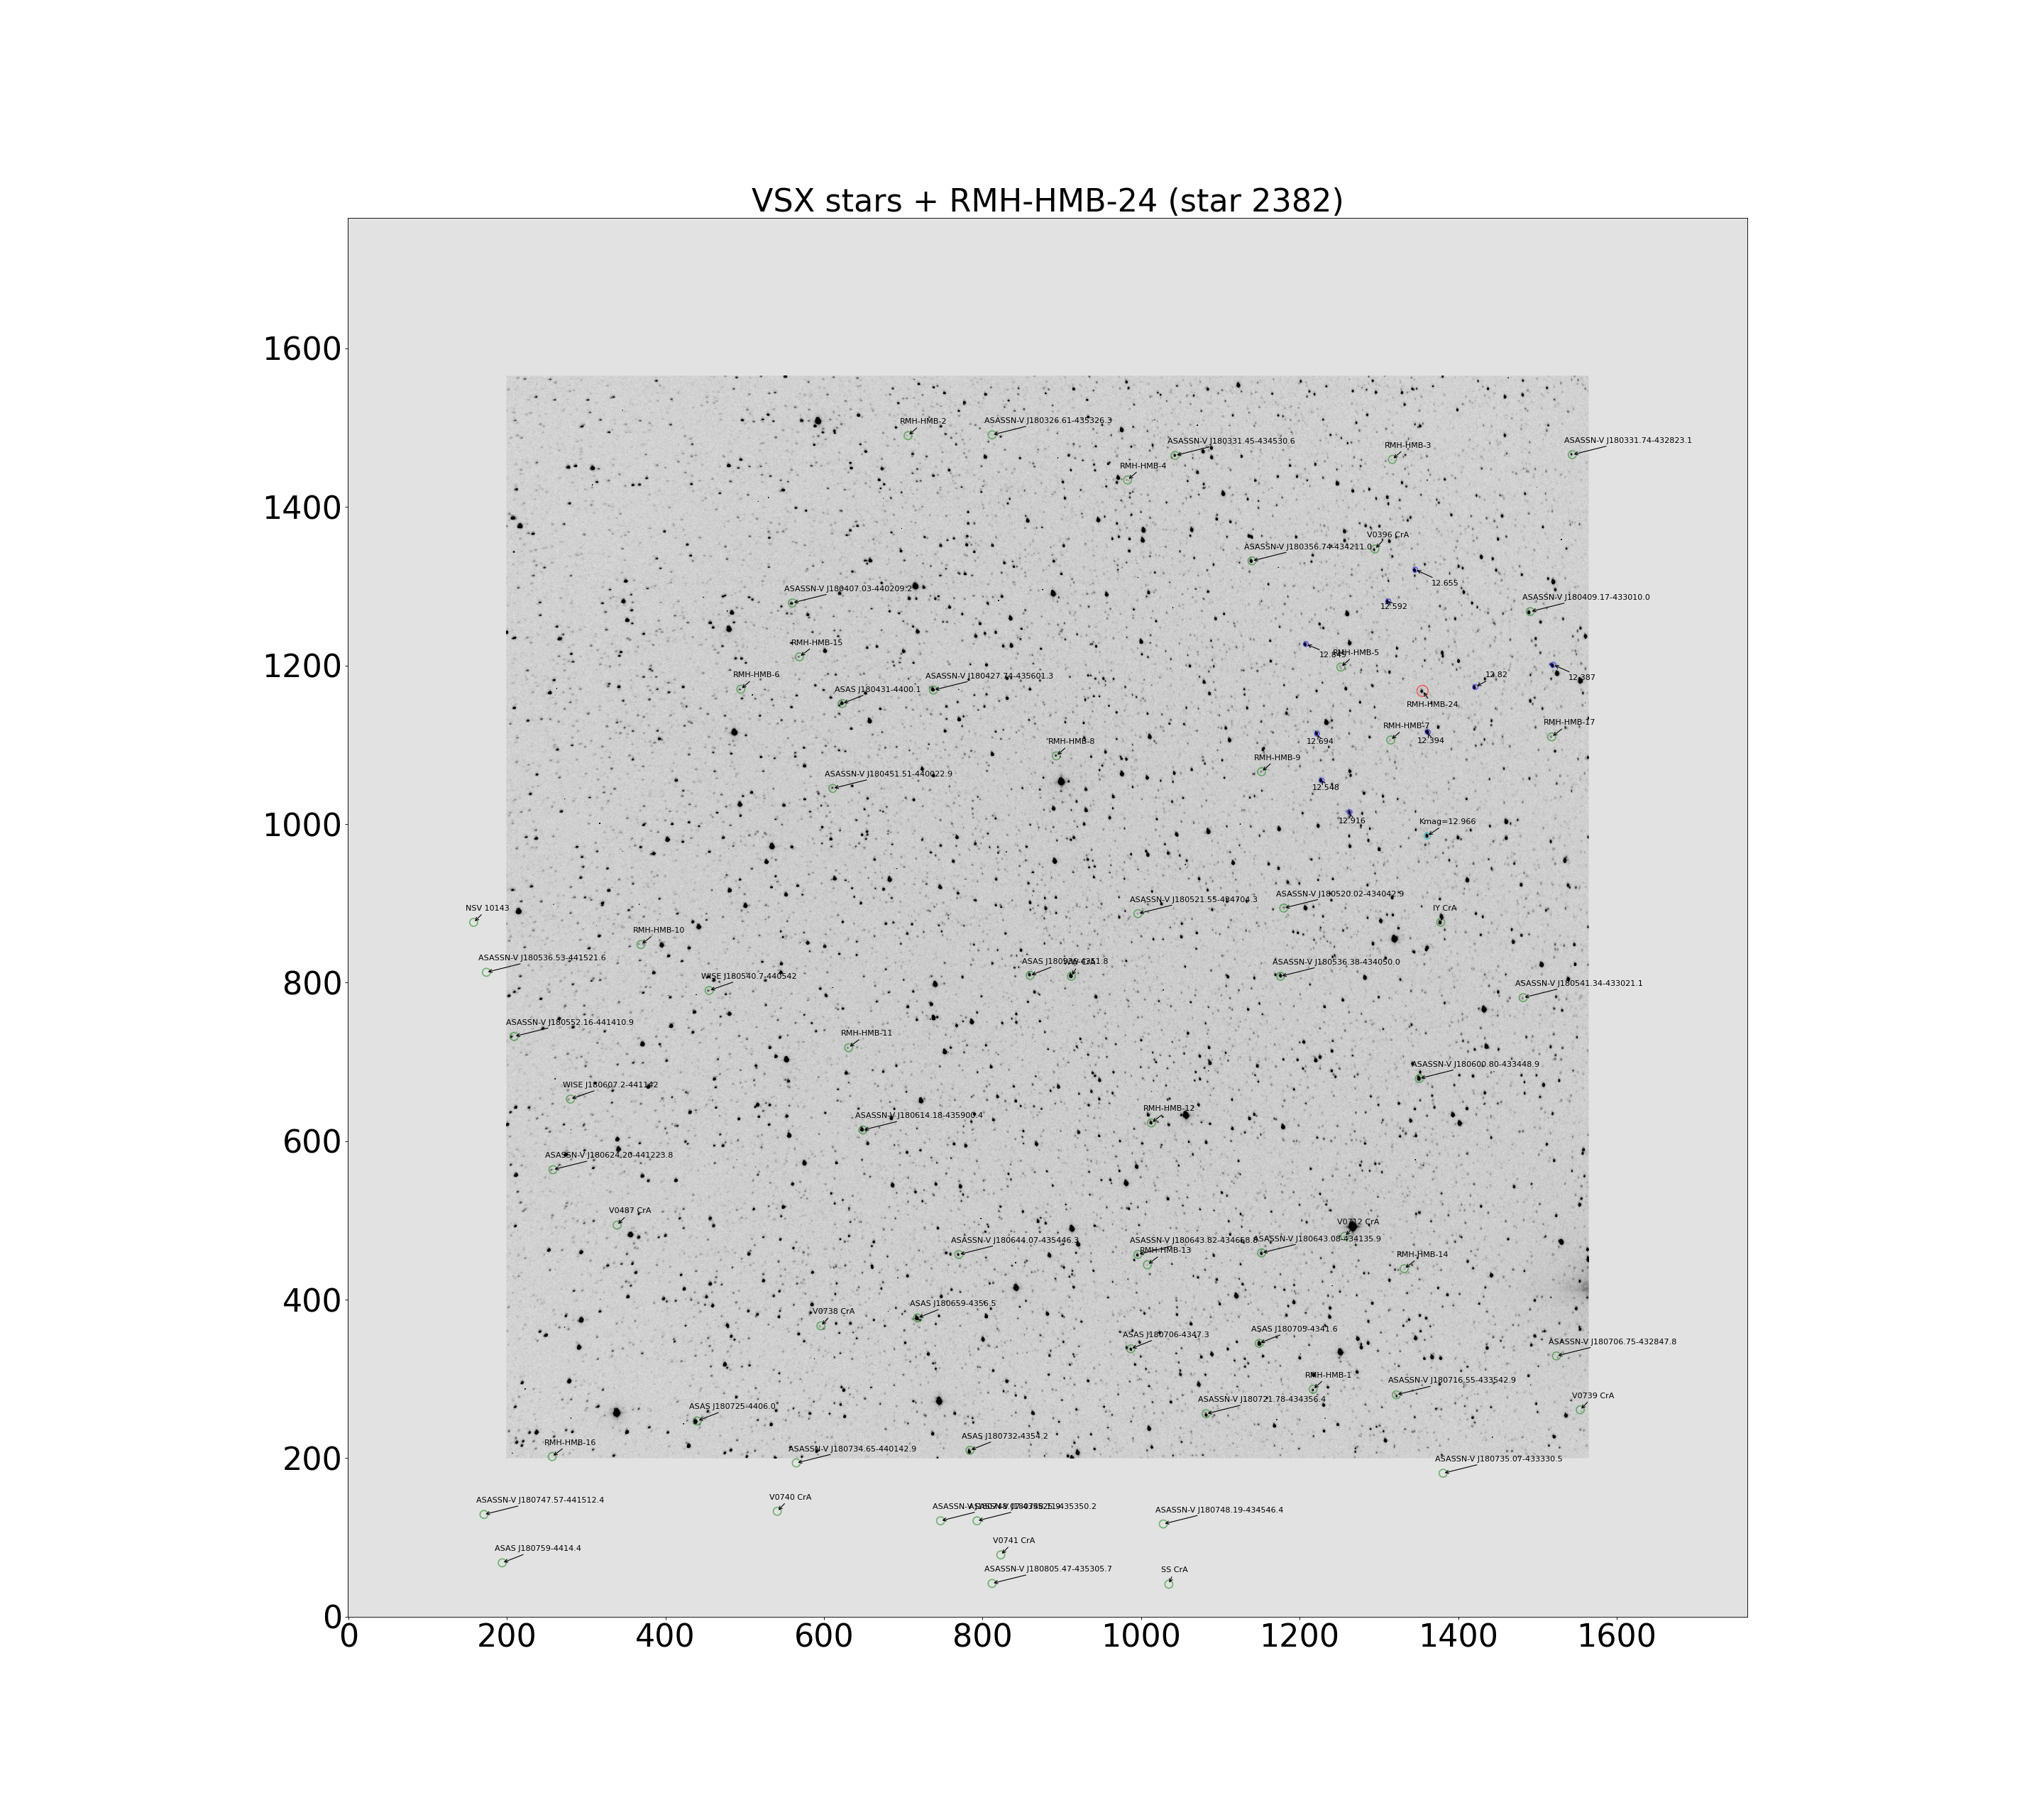 VSX stars + RMH-HMB-24 (star 2382)
1600
RMH-HMB-2
ASASSN-V J180326.61-435326.3
ASASSN-V J180331.45-434530.6
RMH-HMB-3
ASASSN-V J180331.74-432823.1
RMH-HMB-4
1400
V0396 CrA
ASASSN-V J180356.74-434211.0
12.655
ASASSN-V J180407.03-440209.2
ASASSN-V J180409.17-433010.0
12.592
RMH-HMB-15
RMH-HMB-5
1200
RMH-HMB-6
ASASSN-V J180427.74-435601.3
12.82
12.387
ASAS J180431-4400.1
RMH-HMB-24
RMH-HMB-17
RMH-HMB-7
RMH-HMB-8
12.694
12.394
RMH-HMB-9
ASASSN-V J180451.51-440022.9
12.548
1000
12.916
Kmag=12.966
ASASSN-V J180520.02-434042.9
ASASSN-V J180521.55-434704.3
NSV 10143
IY CrA
RMH-HMB-10
ASASSN-V J180536.53-441521.6
ASASSN-V J180536.38-434050.0
800
WISE J180540.7-440542
ASASSN-V J180541.34-433021.1
ASASSN-V J180552.16-441410.9
RMH-HMB-11
ASASSN-V J180600.80-433448.9
WISE J180607.2-441142
RMH-HMB-12
ASASSN-V J180614.18-435900.4
600
ASASSN-V J180624.20-441223.8
V0487 CrA
ASASSN-V J180644.07-435446.3
ASASSN-V J180643.08-434135.9
RMH-HMB-13
RMH-HMB-14
400
V0738 CrA
ASAS J180659-4356.5
ASAS J180706-4347.3
ASAS J180709-4341.6
ASASSN-V J180706.75-432847.8
RMH-HMB-1
ASASSN-V J180716.55-433542.9
V0739 CrA
ASAS J180725-4406.0
ASASSN-V J180721.78-434356.4
ASAS J180732-4354.2
RMH-HMB-16
ASASSN-V J180734.65-440142.9
200
ASASSN-V J180735.07-433330.5
ASASSN-V J180747.57-441512.4
V0740 CrA
ASASSN-V J180748.19-434546.4
V0741 CrA
ASAS J180759-4414.4
ASASSN-V J180805.47-435305.7
SS CrA
0
0 200 400 600 800 1000 1200 1400 1600